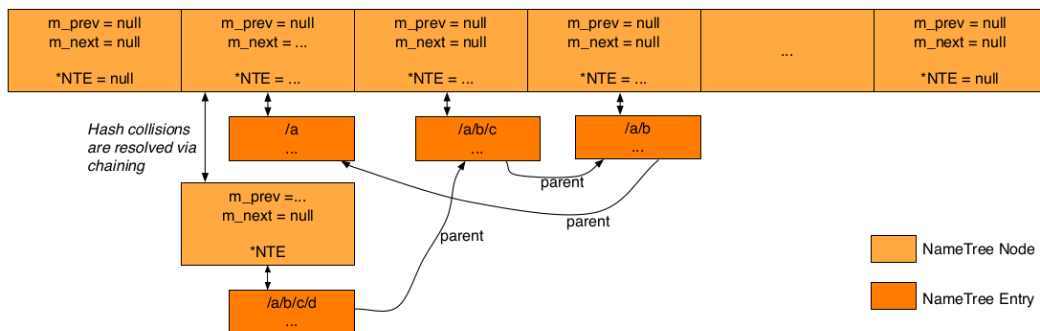 m_prev = null
m_next = null
*NTE = null
m_prev = null
m_next = ...
*NTE = ...
m_prev = null
m_next = null
*NTE = ...
m_prev = null
m_next = null
*NTE = ...
...
m_prev = null
m_next = null
*NTE = null
Hash collisions
are resolved via
chaining
/a
...
/a/b/c
...
/a/b
...
parent
parent
parent
m_prev =...
m_next = null
*NTE
/a/b/c/d
...
NameTree Node
NameTree Entry